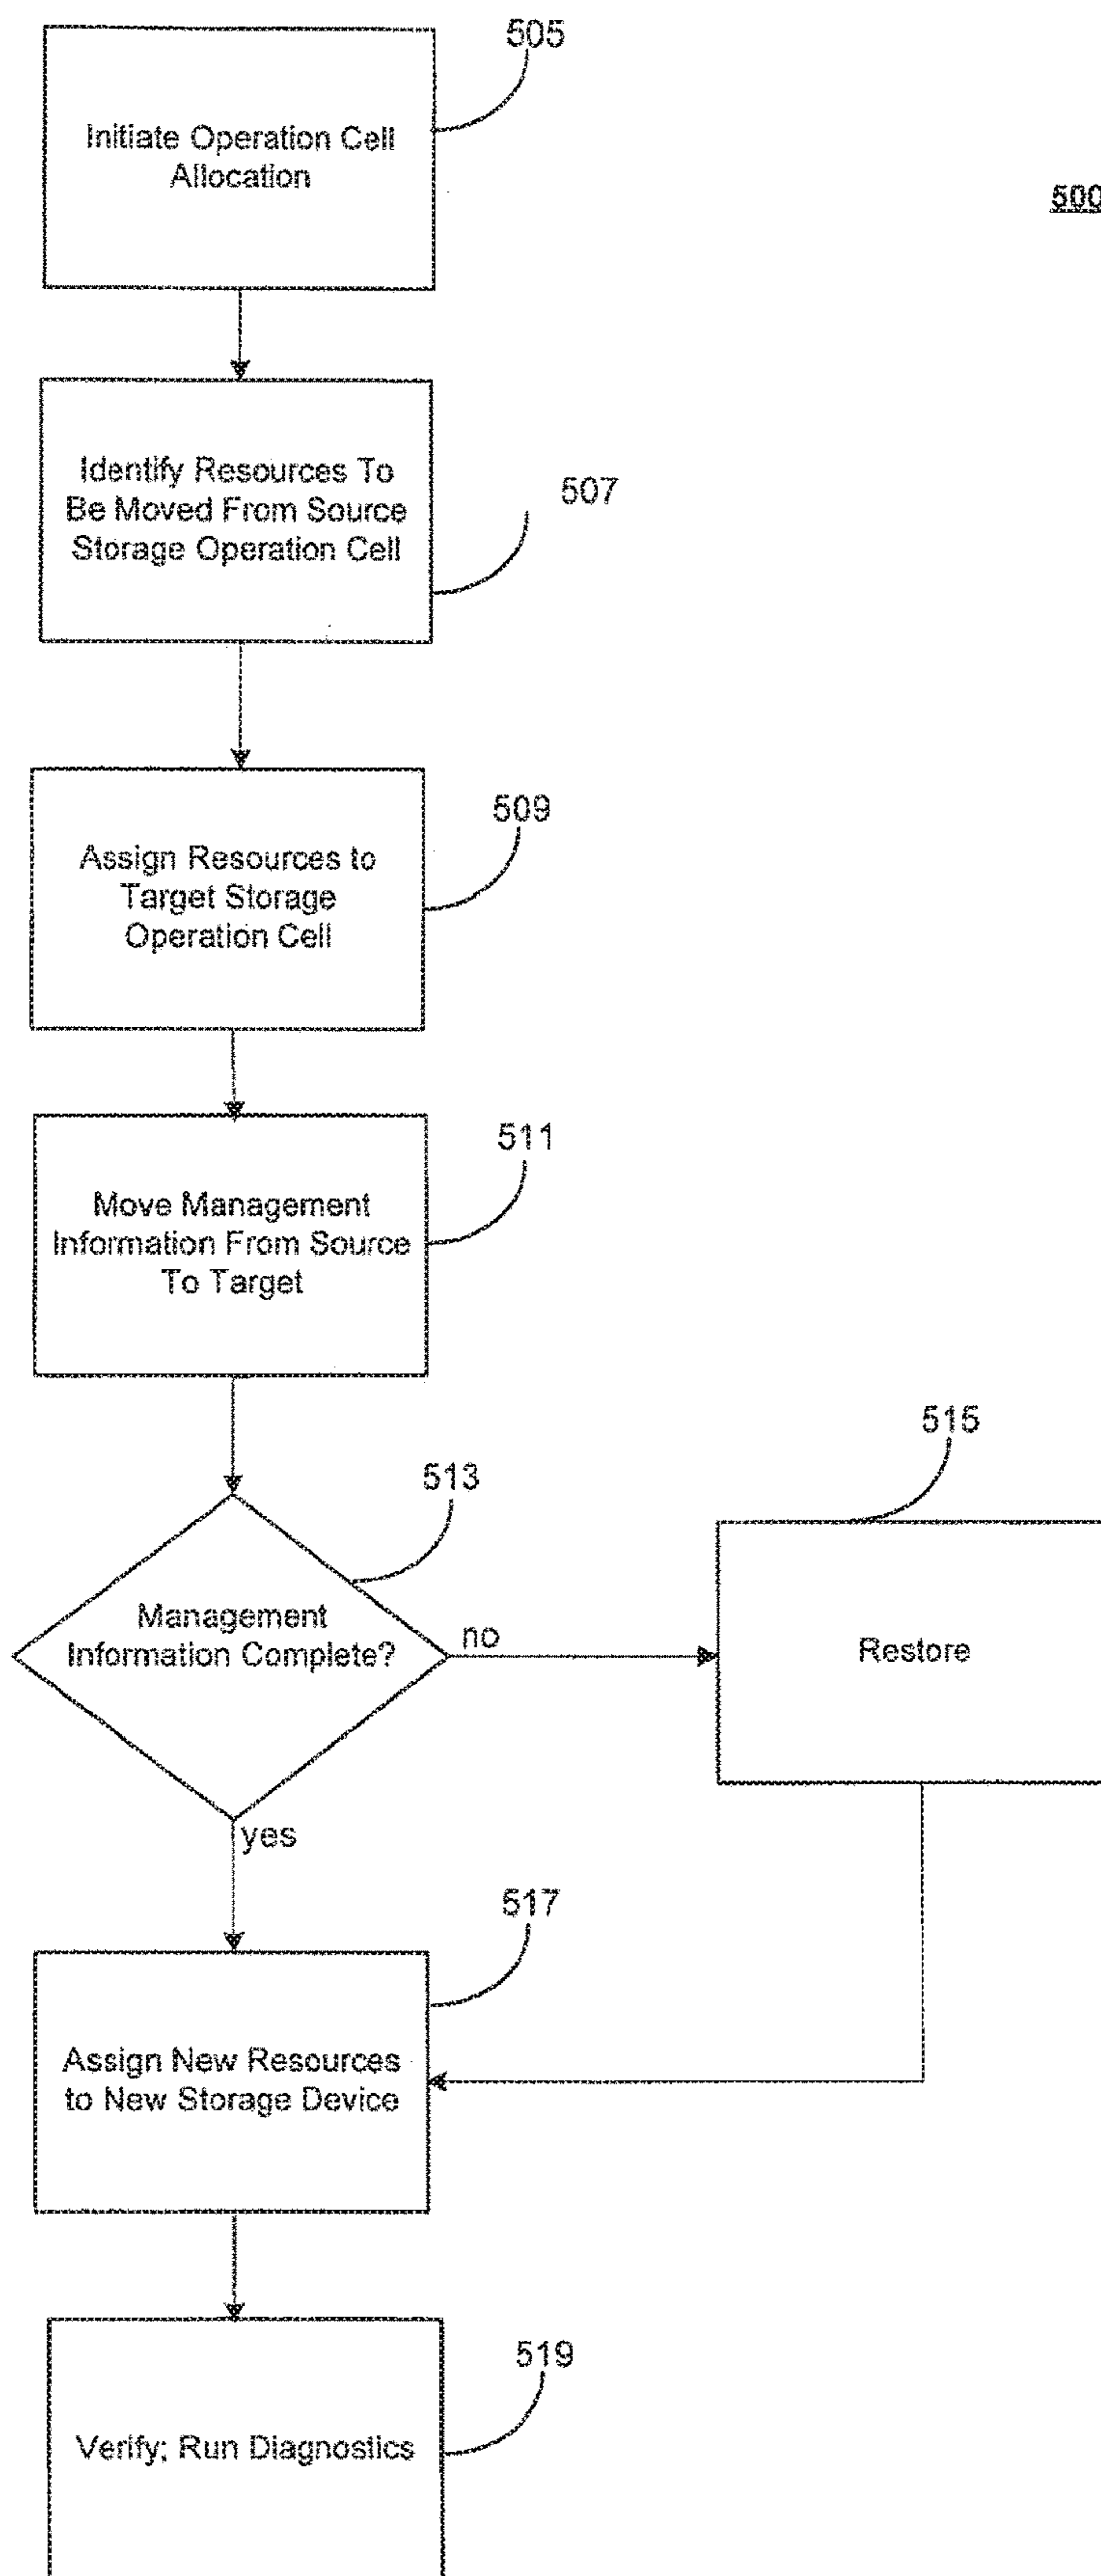 505
Initiate Operation Cell
Allocation
500
Identify Resources To
Be Moved From Source
Storage Operation Cell
507
509
Assign Resources to
Target Storage
Operation Cell
511
Move Management
Information From Source
To Target
515
513
Management
Information Complete?
no
Restore
yes
517
Assign New Resources
to New Storage Device
519
Verify; Run Diagnostics